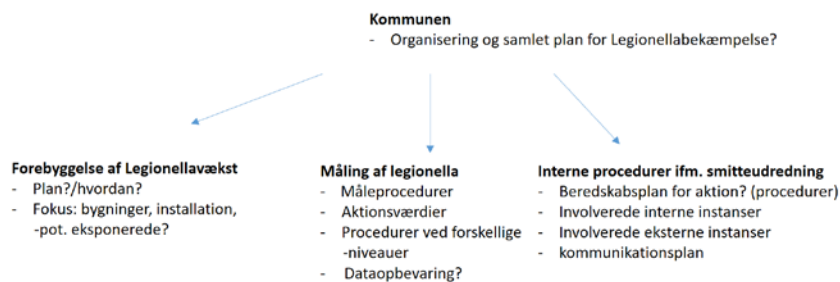 Kommunen
- Organisering og samlet plan for Legionellabekæmpelse?
Forebyggelse af Legionellavækst
- Plan?/hvordan?
- Fokus: bygninger, installation,
-pot. eksponerede?
Måling af legionella
- Måleprocedurer
- Aktionsværdier
- Procedurer ved forskellige
-niveauer
- Dataopbevaring?
Interne procedurer ifm. smitteudredning
- Beredskabsplan for aktion? (procedurer)
- Involverede interne instanser
- Involverede eksterne instanser
- kommunikationsplan